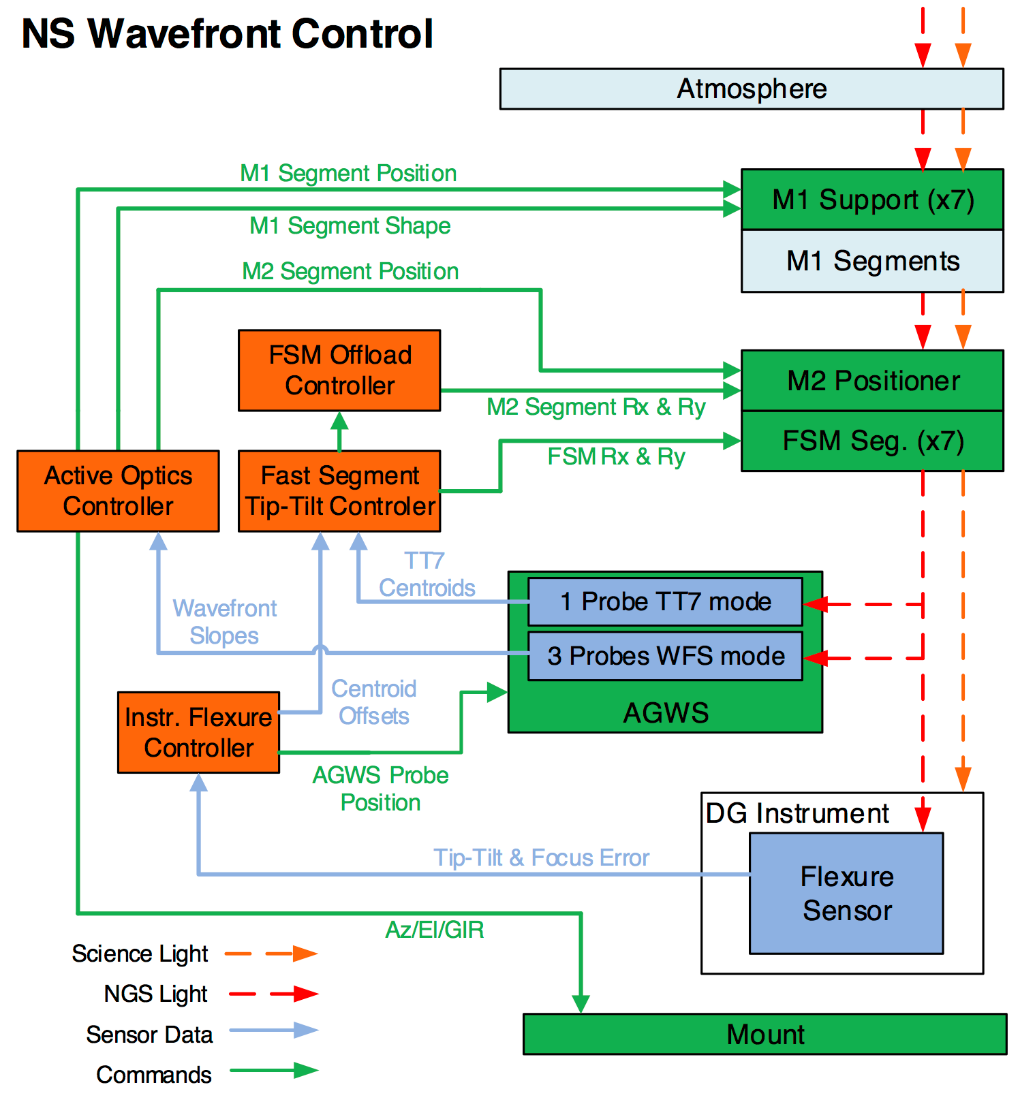 NS Wavefront Control
Atmosphere
M1 Segment Position
M1 Support (x7)
M1 Segment Shape
M1 Segments
M2 Segment Position
FSM Offload
Controller
M2 Positioner
M2 Segment Rx & Ry
FSM Seg. (x7)
FSM Rx & Ry
Active Optics
Controller
Fast Segment
Tip-Tilt Controler
TT7
Centroids
1 Probe TT7 mode
Wavefront
Slopes
3 Probes WFS mode
AGWS
Centroid
Offsets
Instr. Flexure
Controller
AGWS Probe
Position
DG Instrument
Tip-Tilt & Focus Error
Flexure
Sensor
Az/El/GIR
Science Light
NGS Light
Sensor Data
Commands
Mount